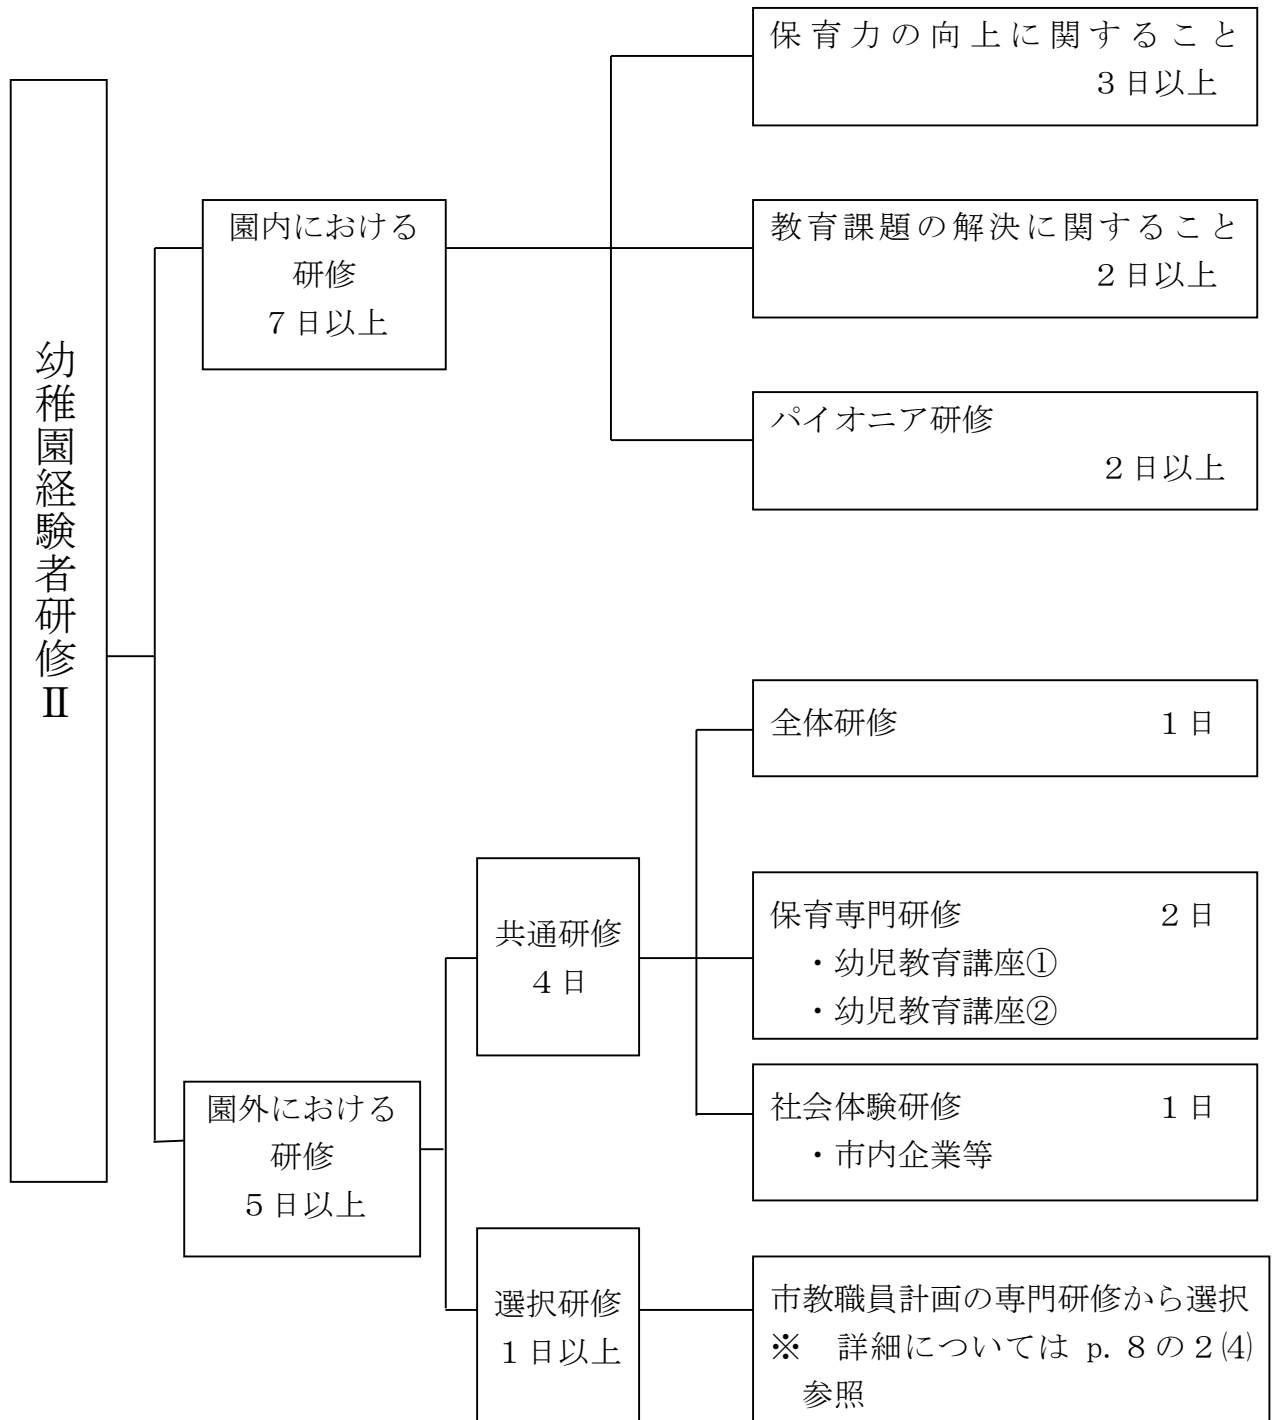 幼稚園経験者研修Ⅱ
園内における
研修
７日以上
保育力の向上に関すること
３日以上
教育課題の解決に関すること
２日以上
パイオニア研修
２日以上
園外における
研修
５日以上
共通研修
４日
全体研修　１日
保育専門研修　２日
・幼児教育講座①
・幼児教育講座②
社会体験研修　１日
・市内企業等
選択研修
１日以上
市教職員計画の専門研修から選択
※　詳細については p.８の２⑷
参照